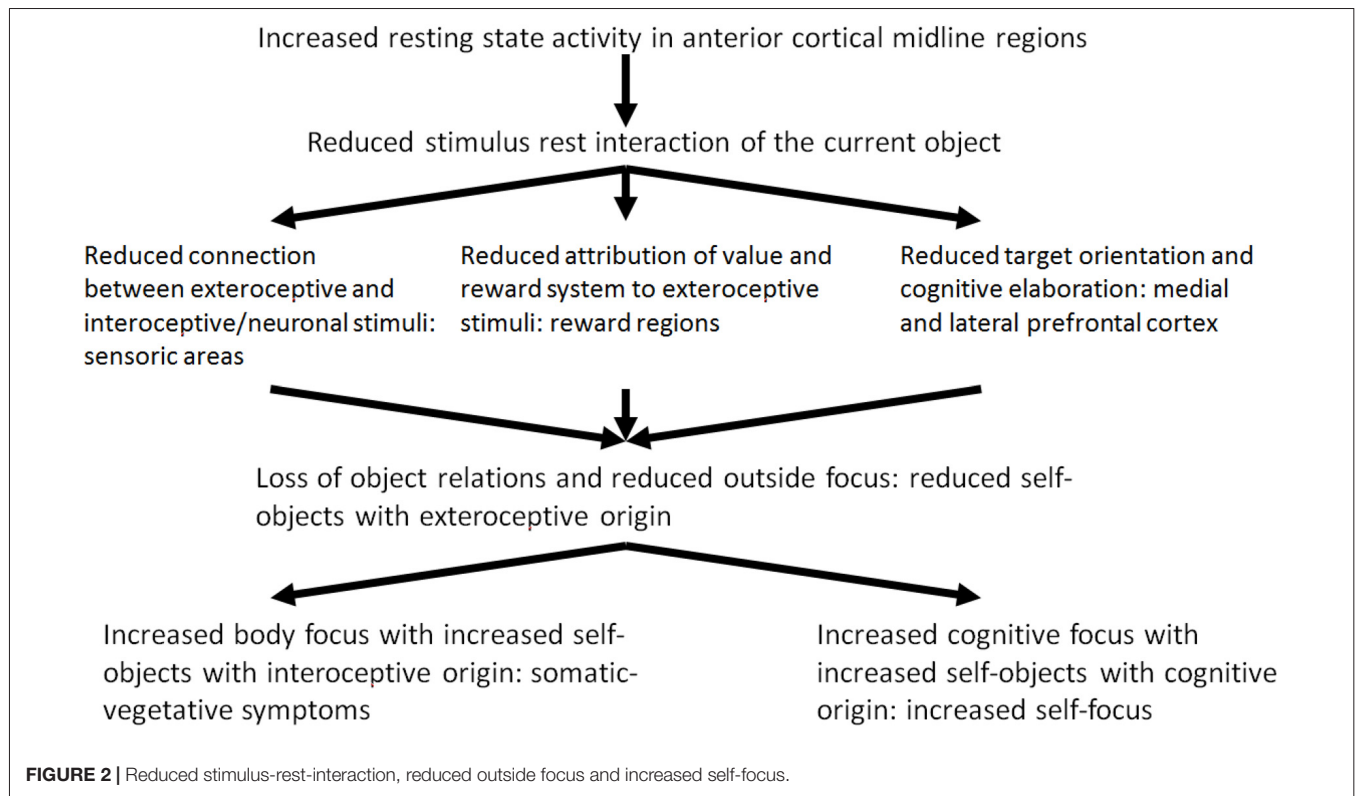 Increased resting state activity in anterior cortical midline regions
Reduced stimulus rest interaction of the current object
Reduced connection
between exteroceptive and
interoceptive/neuronal stimuli:
sensoric areas
Reduced attribution of value and
reward system to exteroceptive
stimuli: reward regions
Reduced target orientation and
cognitive elaboration: medial
and lateral prefrontal cortex
Loss of object relations and reduced outside focus: reduced self-
objects with exteroceptive origin
Increased body focus with increased self-
objects with interoceptive origin: somatic-
vegetative symptoms
Increased cognitive focus with
increased self-objects with cognitive
origin: increased self-focus
FIGURE 2 | Reduced stimulus-rest-interaction, reduced outside focus and increased self-focus.